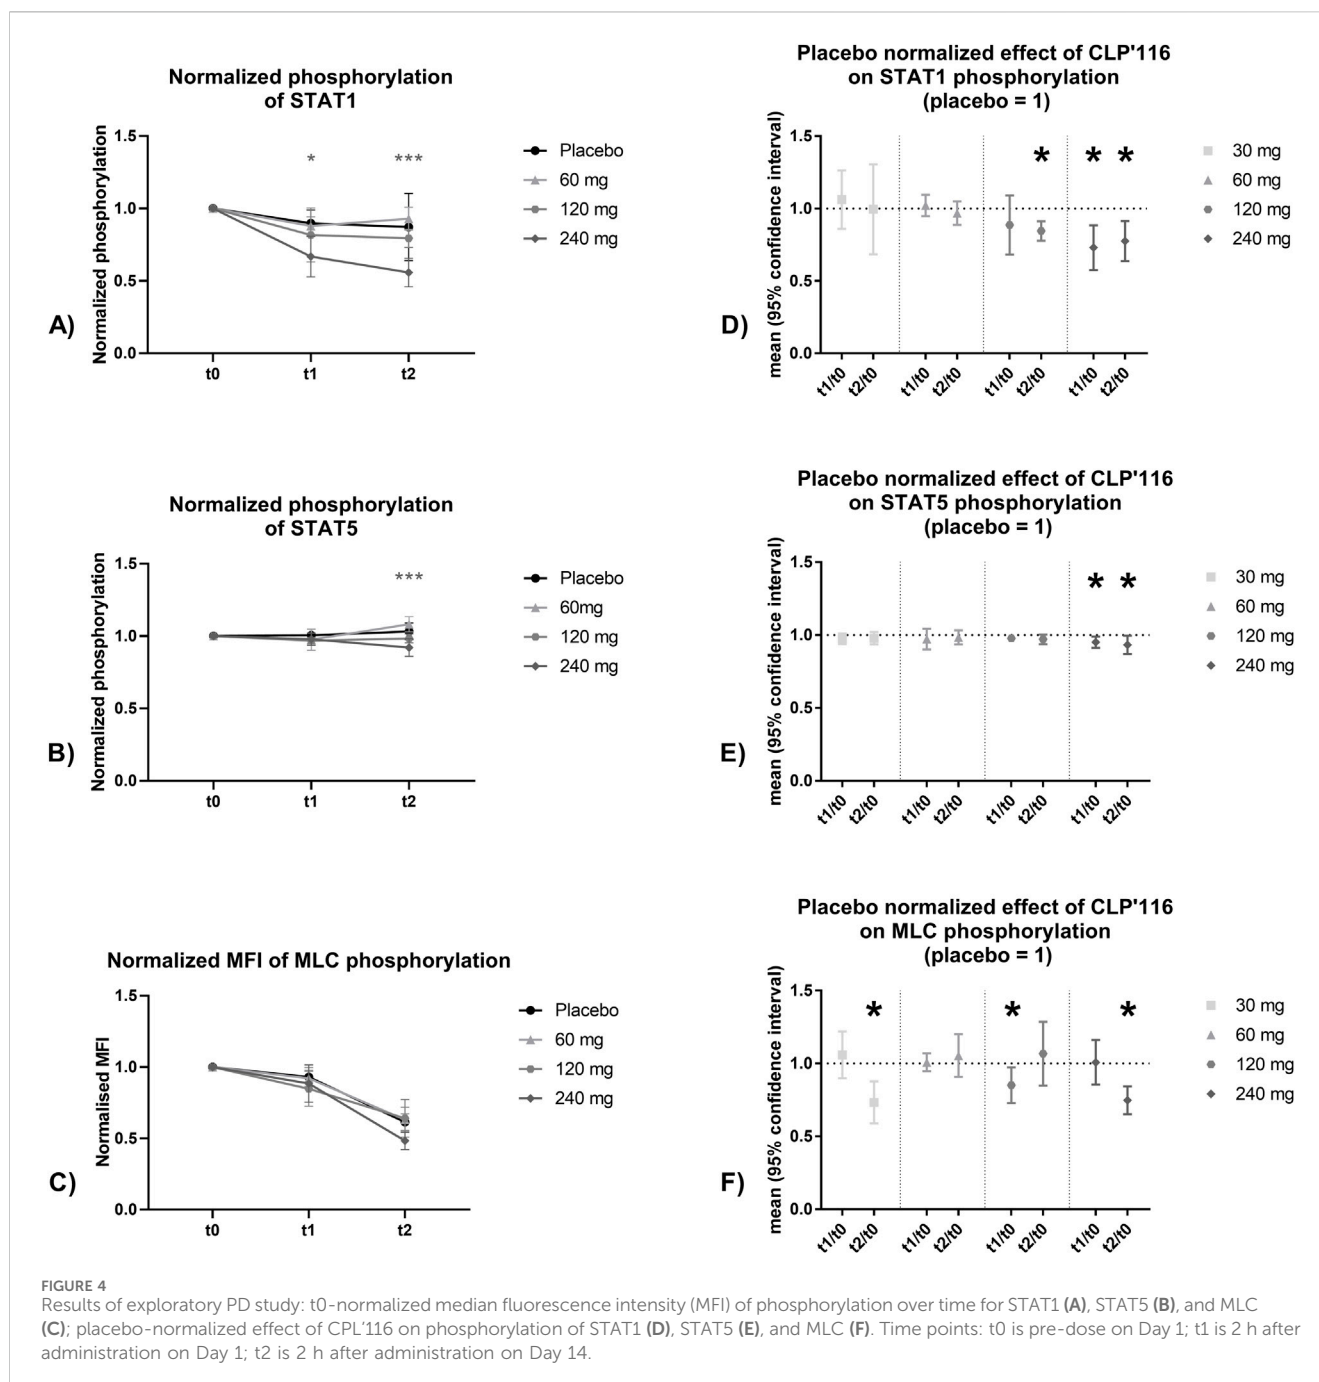 Normalized phosphorylation
of STAT1
Normalized phosphorylation
1.5
1.0
0.5
0.0
*
***
t0
t1
t2
Placebo
60 mg
120 mg
240 mg
A)
Placebo normalized effect of CLP'116
on STAT1 phosphorylation
(placebo = 1)
mean (95% confidence interval)
1.5
1.0
0.5
0.0
* * *
t1/t0
t2/t0
t1/t0
t2/t0
t1/t0
t2/t0
t1/t0
t2/t0
30 mg
60 mg
120 mg
240 mg
D)
Normalized phosphorylation
of STAT5
Normalized phosphorylation
1.5
1.0
0.5
0.0
***
t0
t1
t2
Placebo
60mg
120 mg
240 mg
B)
Placebo normalized effect of CLP'116
on STAT5 phosphorylation
(placebo = 1)
mean (95% confidence interval)
1.5
1.0
0.5
0.0
* *
t1/t0
t2/t0
t1/t0
t2/t0
t1/t0
t2/t0
t1/t0
t2/t0
30 mg
60 mg
120 mg
240 mg
E)
Normalized MFI of MLC phosphorylation
Normalised MFI
1.5
1.0
0.5
0.0
t0
t1
t2
Placebo
60 mg
120 mg
240 mg
C)
Placebo normalized effect of CLP'116
on MLC phosphorylation
(placebo = 1)
mean (95% confidence interval)
1.5
1.0
0.5
0.0
* * *
t1/t0
t2/t0
t1/t0
t2/t0
t1/t0
t2/t0
t1/t0
t2/t0
30 mg
60 mg
120 mg
240 mg
F)
FIGURE 4
Results of exploratory PD study: t0-normalized median fluorescence intensity (MFI) of phosphorylation over time for STAT1 (A), STAT5 (B), and MLC
(C); placebo-normalized effect of CPL'116 on phosphorylation of STAT1 (D), STAT5 (E), and MLC (F). Time points: t0 is pre-dose on Day 1; t1 is 2 h after
administration on Day 1; t2 is 2 h after administration on Day 14.